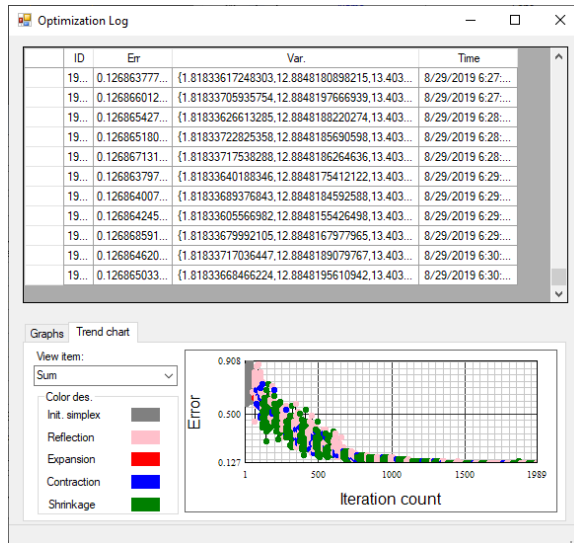 Optimization Log
ID Err Var. Time
19... 0.126863777... {1.81833617248303,12.8848180898215,13.403... 8/29/2019 6:27:...
19... 0.126866012... {1.81833705935754,12.8848197666939,13.403... 8/29/2019 6:27:...
19... 0.126865427... {1.81833626613285,12.8848188220274,13.403... 8/29/2019 6:28:...
19... 0.126865180... {1.81833722825358,12.8848185690598,13.403... 8/29/2019 6:28:...
19... 0.126867131... {1.81833717538288,12.8848186264636,13.403... 8/29/2019 6:28:...
19... 0.126863797... {1.81833640188346,12.8848175412122,13.403... 8/29/2019 6:29:...
19... 0.126864007... {1.81833689376843,12.8848184592588,13.403... 8/29/2019 6:29:...
19... 0.126864245... {1.81833605566982,12.8848155426498,13.403... 8/29/2019 6:29:...
19... 0.126868591... {1.81833679992105,12.8848167977965,13.403... 8/29/2019 6:29:...
19... 0.126864620... {1.81833717036447,12.8848189079767,13.403... 8/29/2019 6:30:...
19... 0.126865033... {1.81833668466224,12.8848195610942,13.403... 8/29/2019 6:30:...
Graphs Trend chart
View item:
Sum
Color des.
Init. simplex
Reflection
Expansion
Contraction
Shrinkage
Error
0.908
0.500
0.127
1 500 1000 1500 1989
Iteration count